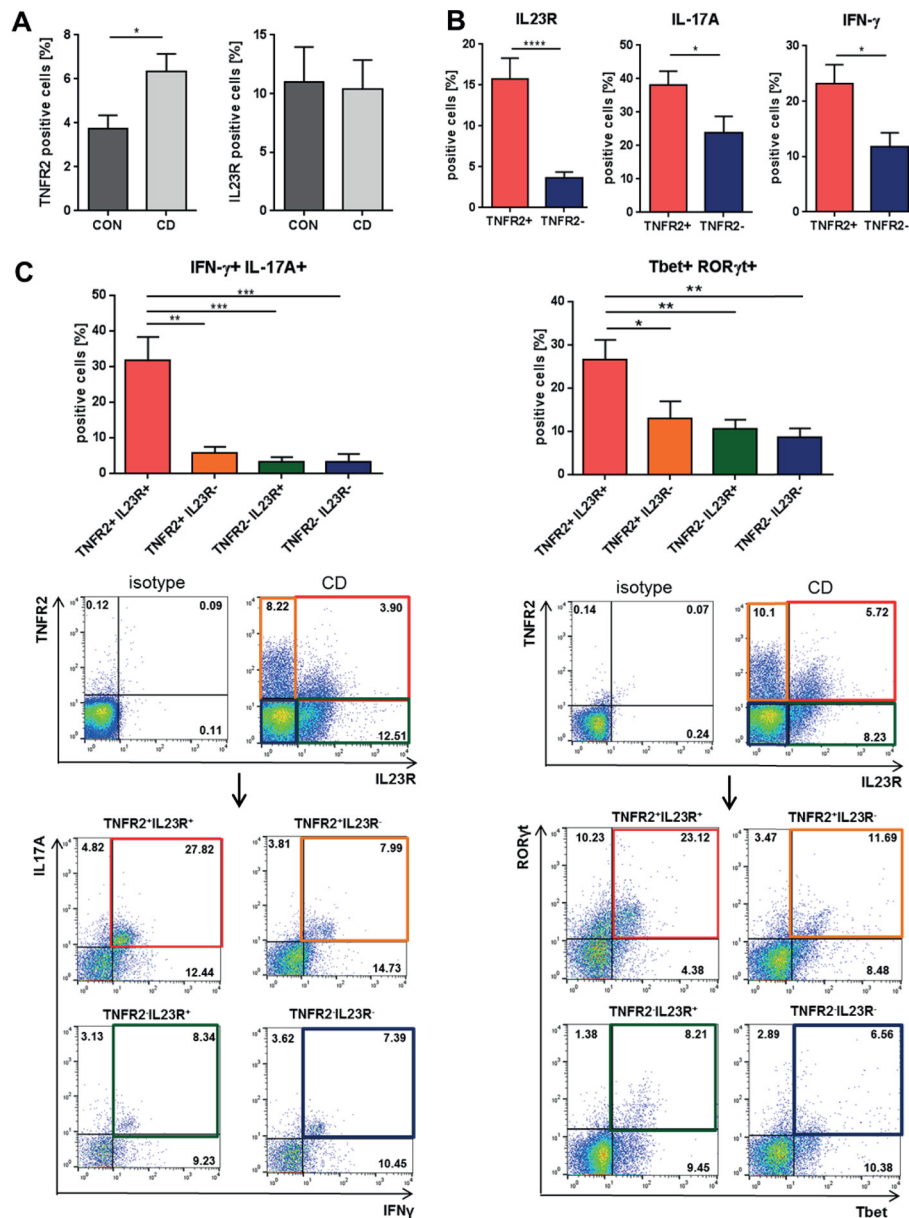 A
TNFR2 positive cells [%]
8
6
4
2
0
*
CON
CD
IL23R positive cells [%]
15
10
5
0
CON
CD
B
IL23R
positive cells [%]
20
15
10
5
0
****
TNFR2+ TNFR2-
IL-17A
positive cells [%]
50
40
30
20
10
0
*
TNFR2+ TNFR2-
IFN-γ
positive cells [%]
30
20
10
0
*
TNFR2+ TNFR2-
C
IFN-γ+ IL-17A+
positive cells [%]
50
40
30
20
10
0
***
***
**
TNFR2+ IL23R+
TNFR2+ IL23R-
TNFR2- IL23R+
TNFR2- IL23R-
Tbet+ RORγt+
positive cells [%]
40
30
20
10
0
**
**
*
TNFR2+ IL23R+
TNFR2+ IL23R-
TNFR2- IL23R+
TNFR2- IL23R-
isotype
CD
TNFR2
0.12
0.09
0.11
8.22
3.90
12.51
IL23R
isotype
CD
TNFR2
0.14
0.07
0.24
10.1
5.72
8.23
IL23R
IL17A
TNFR2⁺IL23R⁺
4.82
27.82
12.44
TNFR2⁺IL23R⁻
3.81
7.99
14.73
TNFR2⁻IL23R⁺
3.13
8.34
9.23
TNFR2⁻IL23R⁻
3.62
7.39
10.45
IFNγ
RORγt
TNFR2⁺IL23R⁺
10.23
23.12
4.38
TNFR2⁺IL23R⁻
3.47
11.69
8.48
TNFR2⁻IL23R⁺
1.38
8.21
9.45
TNFR2⁻IL23R⁻
2.89
6.56
10.38
Tbet